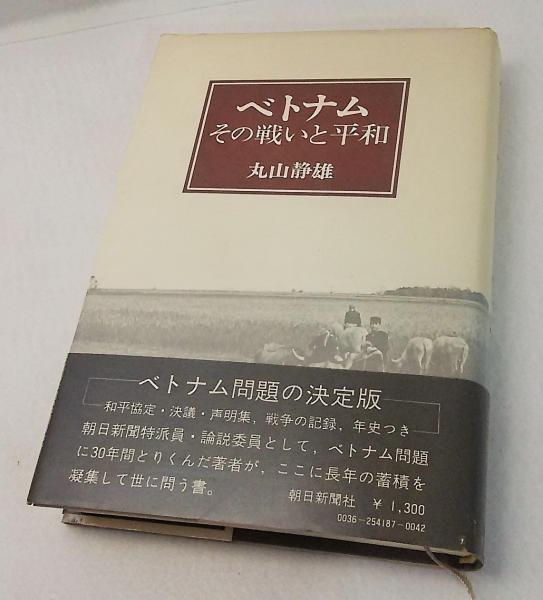 ベトナム
その戦いと平和
丸山静雄
ベトナム問題の決定版
和平協定・決議・声明集，戦争の記録，年史つき
朝日新聞特派員・論説委員として，ベトナム問題
に30年間とりくんだ著者が，ここに長年の蓄積を
凝集して世に問う書。
朝日新聞社 ￥1,300
0036-254187-0042